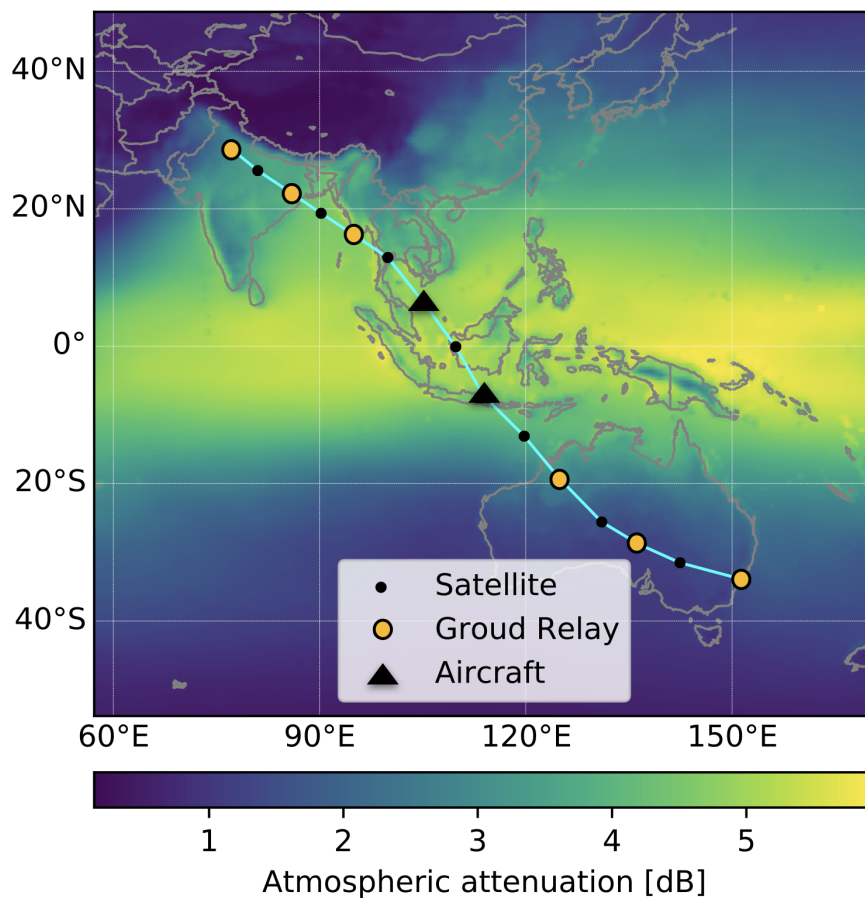 40°N
20°N
0°
20°S
40°S
Satellite
Groud Relay
Aircraft
60°E 90°E 120°E 150°E
1 2 3 4 5
Atmospheric attenuation [dB]